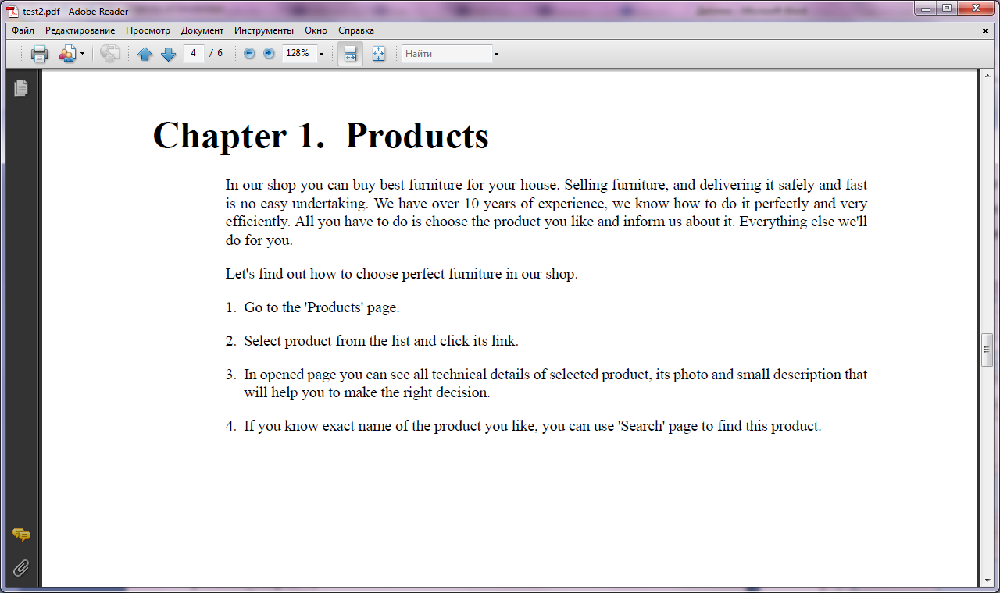 test2.pdf - Adobe Reader
Файл Редактирование Просмотр Документ Инструменты Окно Справка
4 / 6 128% Найти
Chapter 1. Products
In our shop you can buy best furniture for your house. Selling furniture, and delivering it safely and fast
is no easy undertaking. We have over 10 years of experience, we know how to do it perfectly and very
efficiently. All you have to do is choose the product you like and inform us about it. Everything else we'll
do for you.
Let's find out how to choose perfect furniture in our shop.
1. Go to the 'Products' page.
2. Select product from the list and click its link.
3. In opened page you can see all technical details of selected product, its photo and small description that
will help you to make the right decision.
4. If you know exact name of the product you like, you can use 'Search' page to find this product.